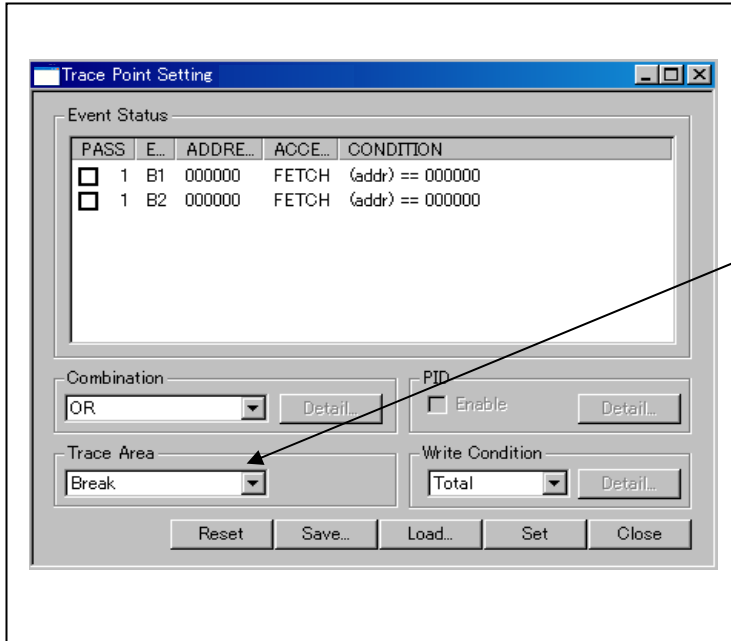 Trace Point Setting
Event Status
PASS E... ADDRE... ACCE... CONDITION
1 B1 000000 FETCH (addr) == 000000
1 B2 000000 FETCH (addr) == 000000
Combination
OR
Detail...
PID
Enable
Detail...
Trace Area
Break
Write Condition
Total
Detail...
Reset Save... Load... Set Close